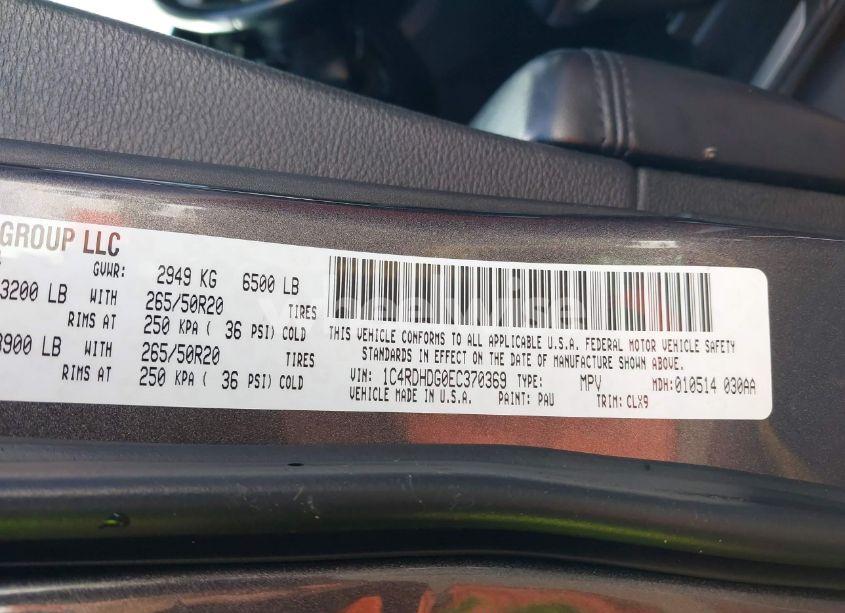 GROUP LLC
GVWR: 2949 KG 6500 LB
3200 LB WITH 265/50R20 TIRES
RIMS AT 250 KPA ( 36 PSI) COLD
3900 LB WITH 265/50R20 TIRES
RIMS AT 250 KPA ( 36 PSI) COLD
THIS VEHICLE CONFORMS TO ALL APPLICABLE U.S.A. FEDERAL MOTOR VEHICLE SAFETY
STANDARDS IN EFFECT ON THE DATE OF MANUFACTURE SHOWN ABOVE.
VIN: 1C4RDHDG0EC370369 TYPE: MPV MDH:010514 030AA
VEHICLE MADE IN U.S.A. PAINT: PAU TRIM: CLX9